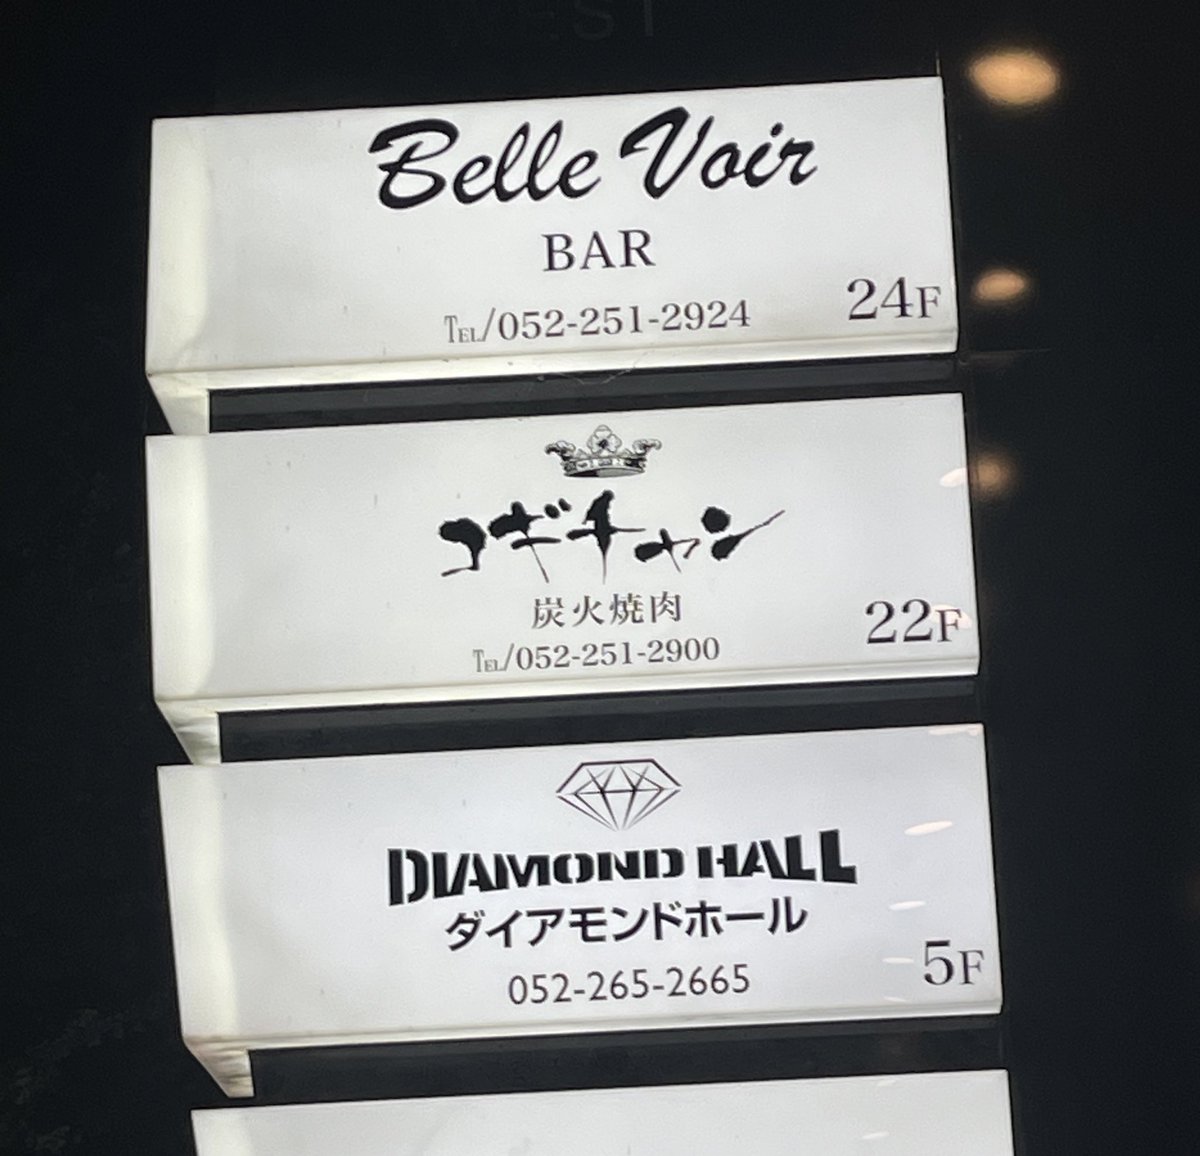 WEST
Belle Voir
BAR
TEL/052-251-2924
24F
コギチャン
炭火焼肉
TEL/052-251-2900
22F
DIAMOND HALL
ダイアモンドホール
052-265-2665
5F